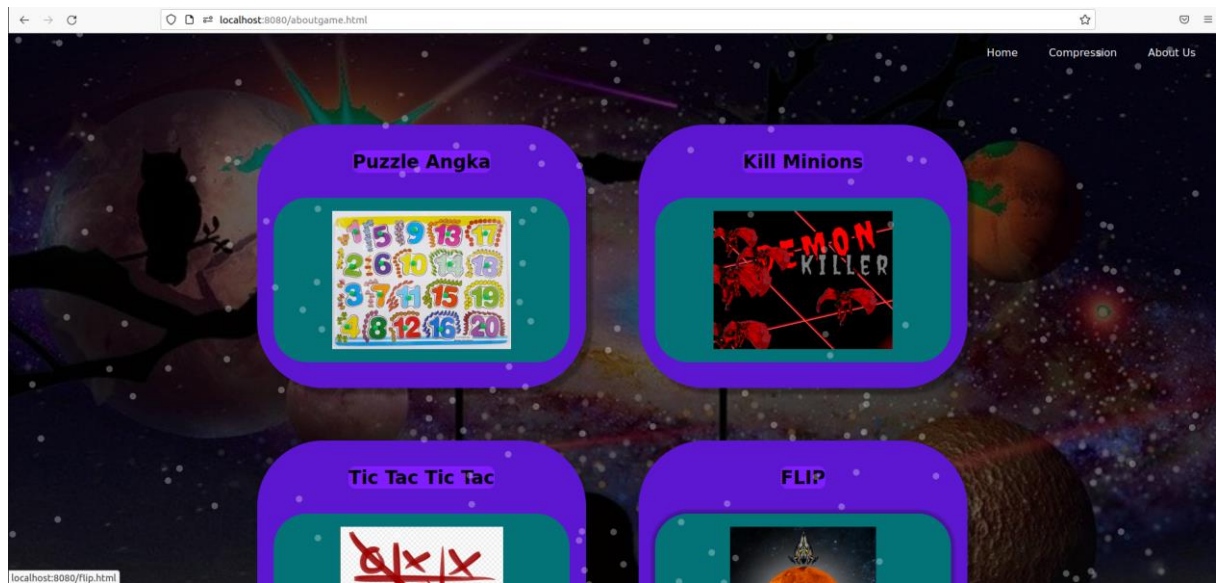 localhost:8080/aboutgame.html
Home Compression About Us
Puzzle Angka
Kill Minions
1 5 9 13 17
2 6 10 14 18
3 7 11 15 19
4 8 12 16 20
DEMON
KILLER
Tic Tac Tic Tac
FLIP
O X X
localhost:8080/flip.html